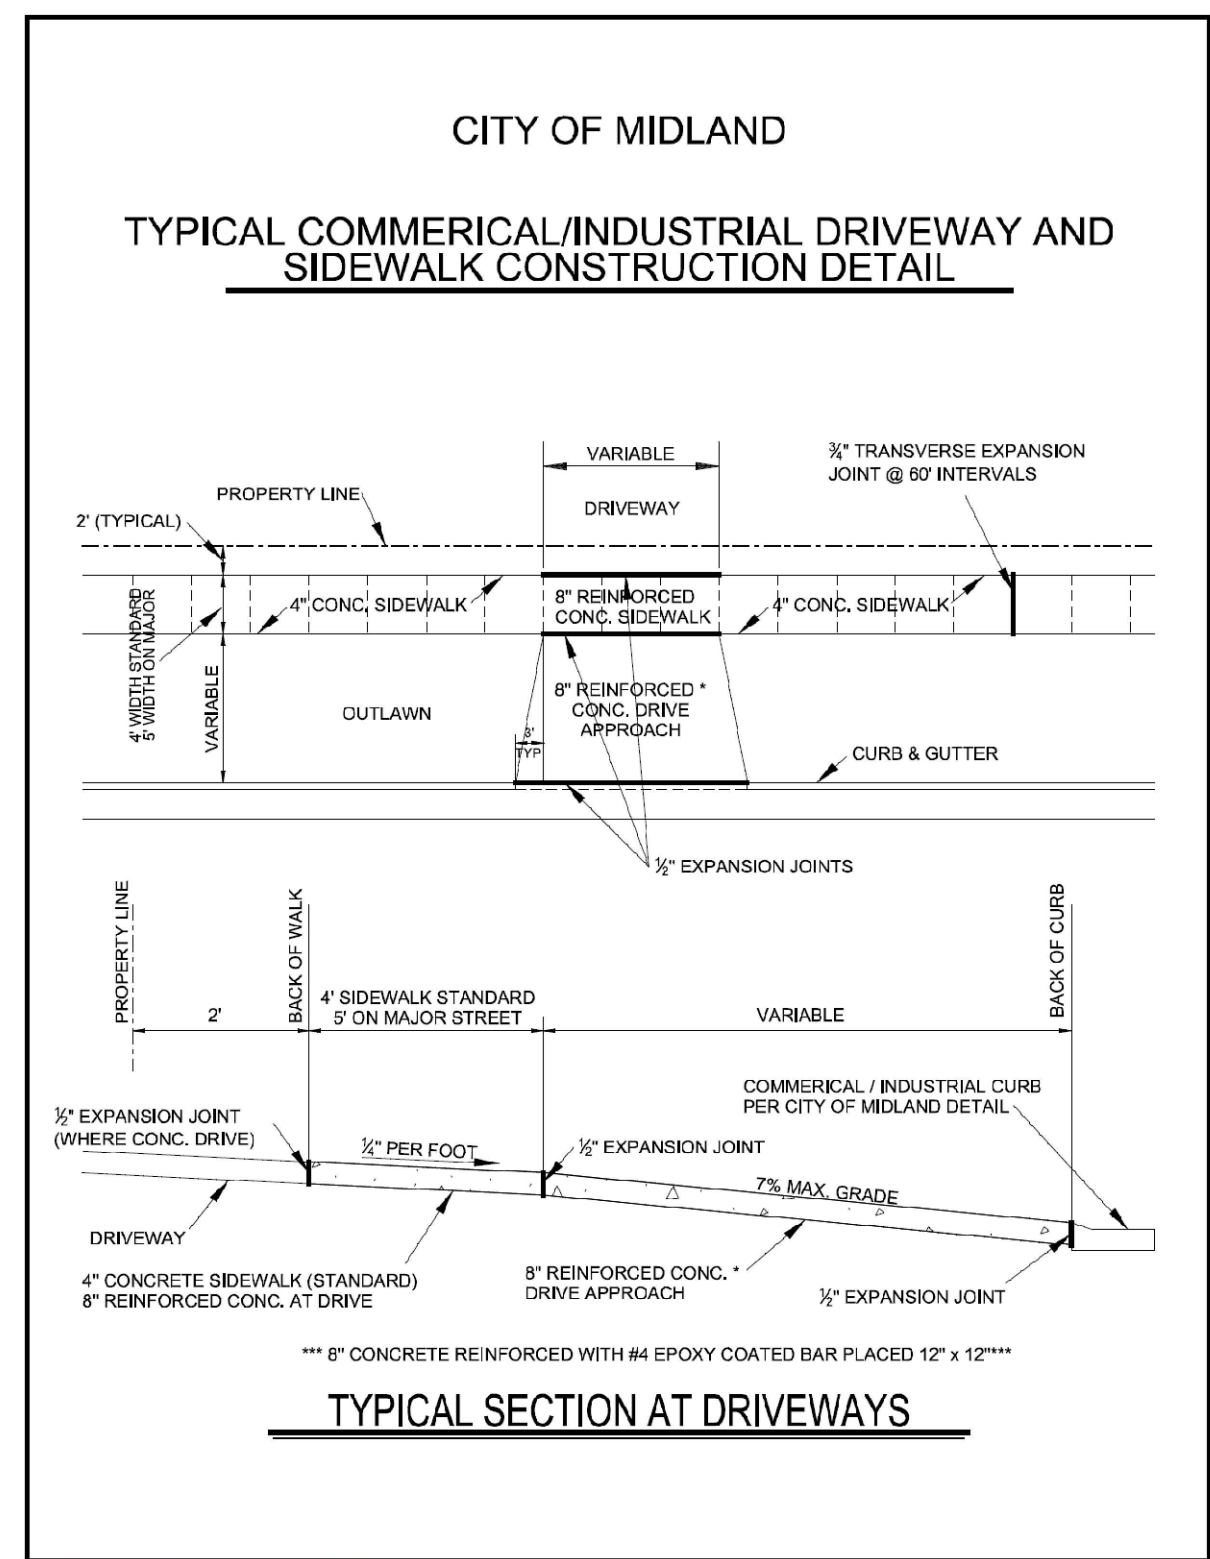 CITY OF MIDLAND
TYPICAL COMMERICAL/INDUSTRIAL DRIVEWAY AND
SIDEWALK CONSTRUCTION DETAIL
VARIABLE
¾" TRANSVERSE EXPANSION
JOINT @ 60' INTERVALS
PROPERTY LINE
DRIVEWAY
2' (TYPICAL)
4' WIDTH STANDARD
5' WIDTH ON MAJOR
4" CONC. SIDEWALK
8" REINFORCED
CONC. SIDEWALK
4" CONC. SIDEWALK
VARIABLE
OUTLAWN
8" REINFORCED *
CONC. DRIVE
APPROACH
3'
TYP
CURB & GUTTER
½" EXPANSION JOINTS
PROPERTY LINE
BACK OF WALK
BACK OF CURB
2'
4' SIDEWALK STANDARD
5' ON MAJOR STREET
VARIABLE
COMMERICAL / INDUSTRIAL CURB
PER CITY OF MIDLAND DETAIL
½" EXPANSION JOINT
(WHERE CONC. DRIVE)
¼" PER FOOT
½" EXPANSION JOINT
7% MAX. GRADE
DRIVEWAY
4" CONCRETE SIDEWALK (STANDARD)
8" REINFORCED CONC. AT DRIVE
8" REINFORCED CONC. *
DRIVE APPROACH
½" EXPANSION JOINT
*** 8" CONCRETE REINFORCED WITH #4 EPOXY COATED BAR PLACED 12" x 12"***
TYPICAL SECTION AT DRIVEWAYS